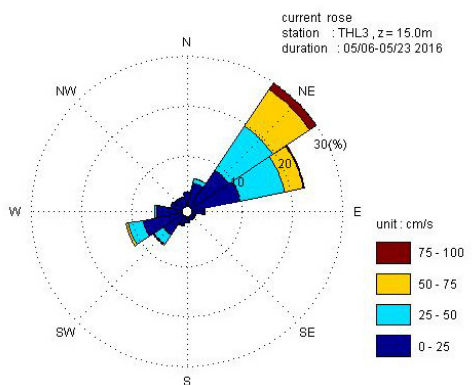 current rose
station : THL3 , z = 15.0m
duration : 05/06-05/23 2016
N
NW
NE
30(%)
20
10
W
E
unit : cm/s
75 - 100
50 - 75
25 - 50
0 - 25
SW
SE
S